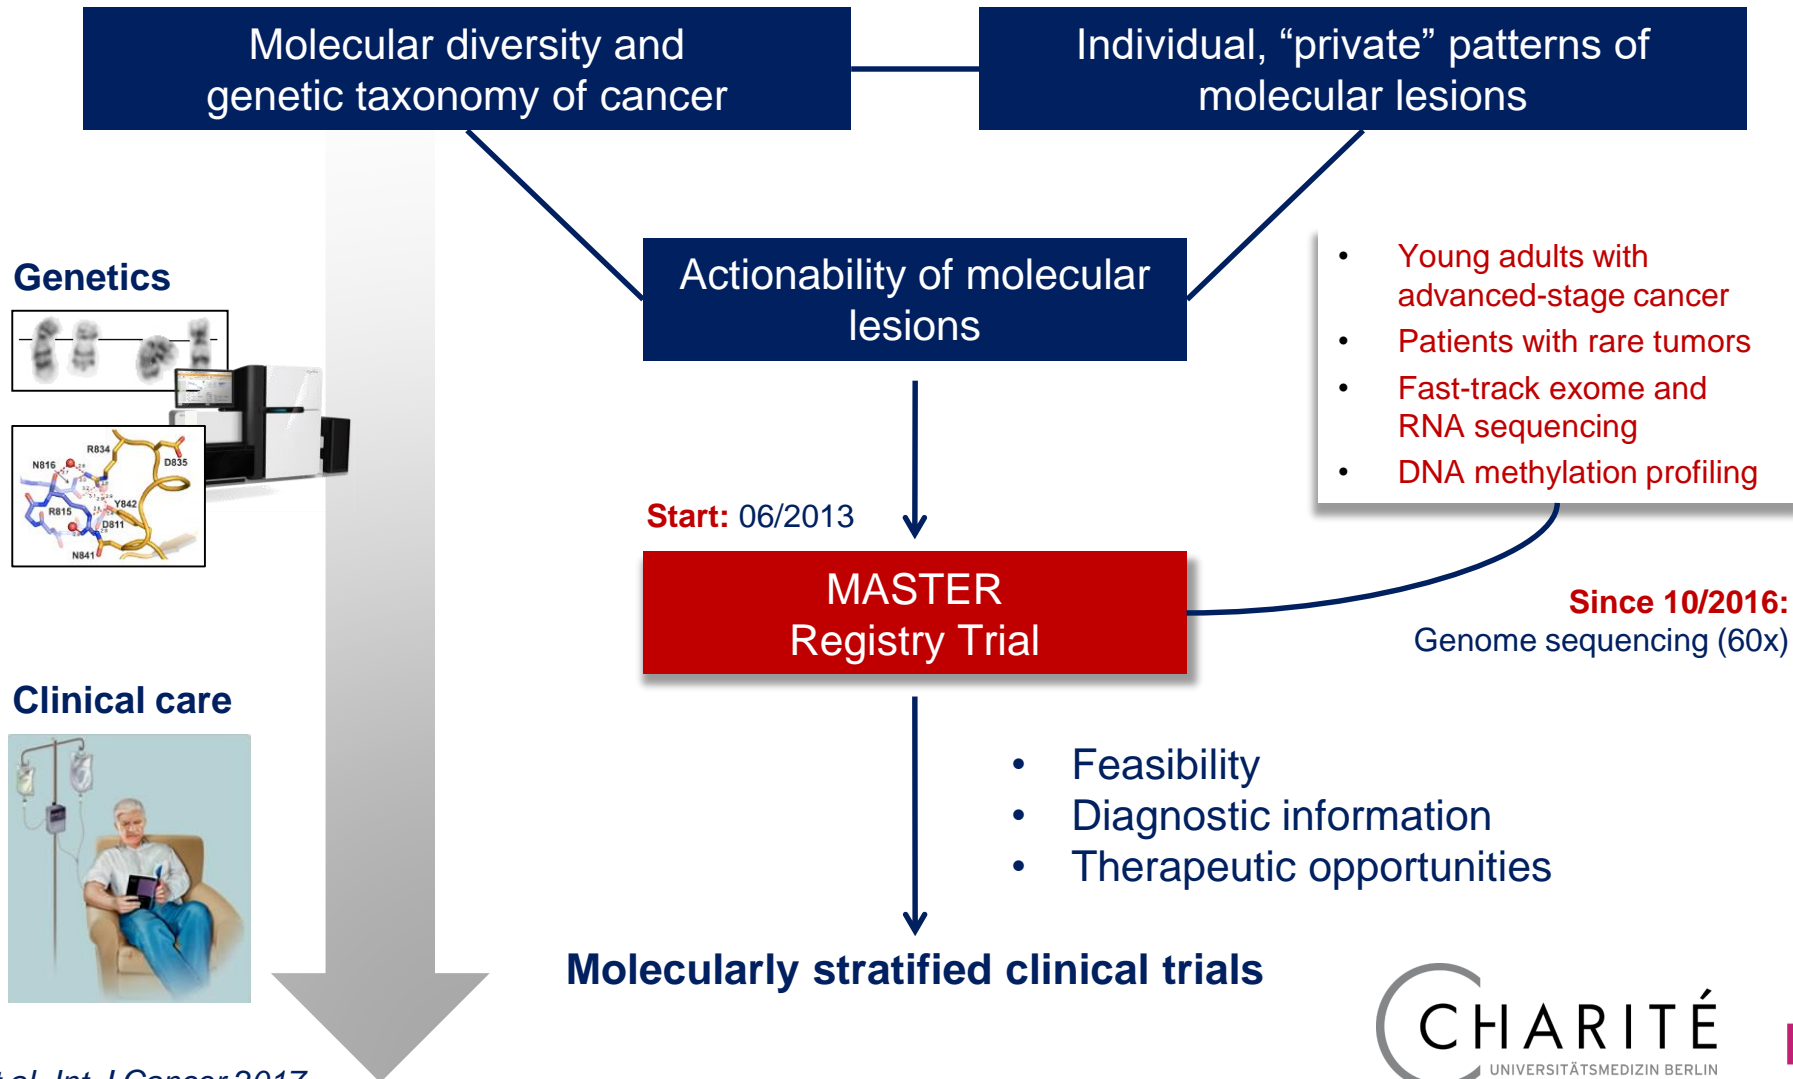 Molecular diversity and
genetic taxonomy of cancer
Individual, “private” patterns of
molecular lesions
Actionability of molecular
lesions
• Young adults with
advanced-stage cancer
• Patients with rare tumors
• Fast-track exome and
RNA sequencing
• DNA methylation profiling
Genetics
R834
D835
N816
Y842
R815
D811
N841
Start: 06/2013
MASTER
Registry Trial
Since 10/2016:
Genome sequencing (60x)
Clinical care
• Feasibility
• Diagnostic information
• Therapeutic opportunities
Molecularly stratified clinical trials
CHARITÉ
UNIVERSITÄTSMEDIZIN BERLIN
al. Int J Cancer 2017